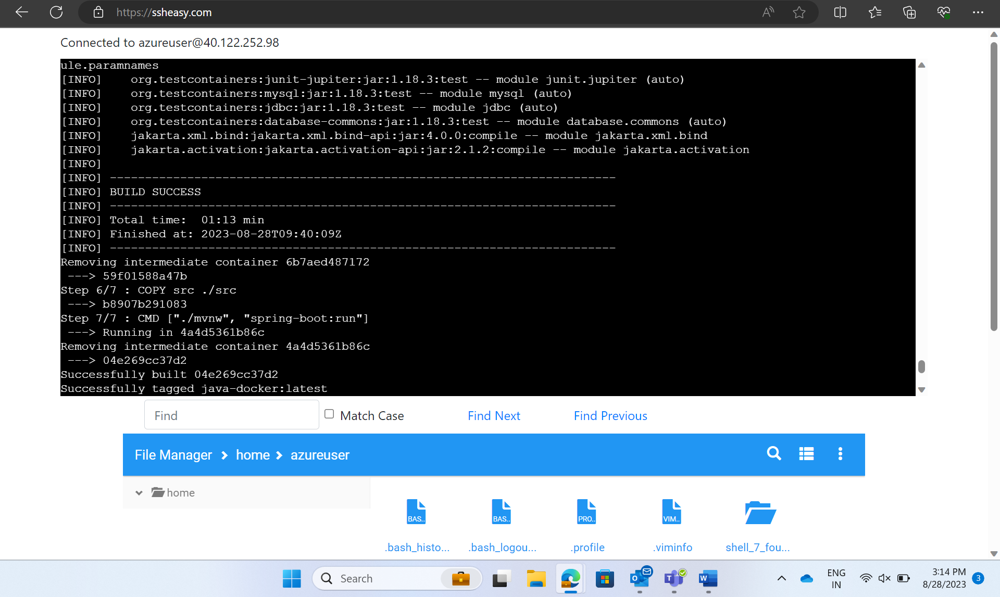 https://ssheasy.com
Connected to azureuser@40.122.252.98
ule.paramnames
[INFO]    org.testcontainers:junit-jupiter:jar:1.18.3:test -- module junit.jupiter (auto)
[INFO]    org.testcontainers:mysql:jar:1.18.3:test -- module mysql (auto)
[INFO]    org.testcontainers:jdbc:jar:1.18.3:test -- module jdbc (auto)
[INFO]    org.testcontainers:database-commons:jar:1.18.3:test -- module database.commons (auto)
[INFO]    jakarta.xml.bind:jakarta.xml.bind-api:jar:4.0.0:compile -- module jakarta.xml.bind
[INFO]    jakarta.activation:jakarta.activation-api:jar:2.1.2:compile -- module jakarta.activation
[INFO]
[INFO] ------------------------------------------------------------------------
[INFO] BUILD SUCCESS
[INFO] ------------------------------------------------------------------------
[INFO] Total time:  01:13 min
[INFO] Finished at: 2023-08-28T09:40:09Z
[INFO] ------------------------------------------------------------------------
Removing intermediate container 6b7aed487172
 ---> 59f01588a47b
Step 6/7 : COPY src ./src
 ---> b8907b291083
Step 7/7 : CMD ["./mvnw", "spring-boot:run"]
 ---> Running in 4a4d5361b86c
Removing intermediate container 4a4d5361b86c
 ---> 04e269cc37d2
Successfully built 04e269cc37d2
Successfully tagged java-docker:latest
Find Match Case Find Next Find Previous
File Manager > home > azureuser
home
BAS.. BAS.. PRO.. VIM..
.bash_histo... .bash_logou... .profile .viminfo shell_7_fou...
Search
ENG
IN
3:14 PM
8/28/2023
3